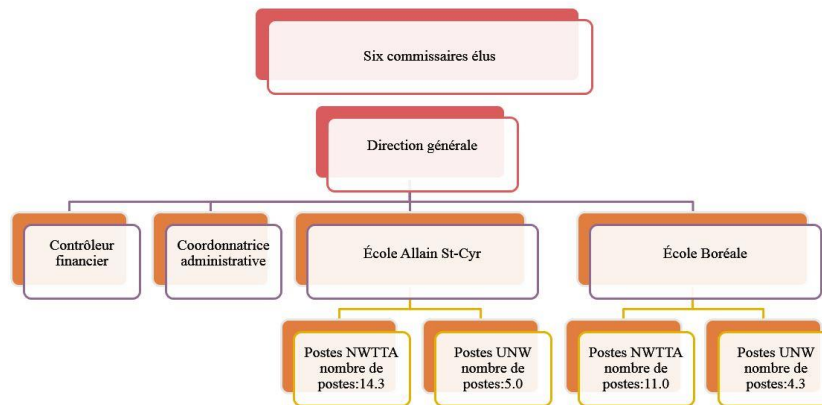 Six commissaires élus
Direction générale
Contrôleur
financier
Coordonnatrice
administrative
École Allain St-Cyr
École Boréale
Postes NWTTA
nombre de
postes:14.3
Postes UNW
nombre de
postes:5.0
Postes NWTTA
nombre de
postes:11.0
Postes UNW
nombre de
postes:4.3